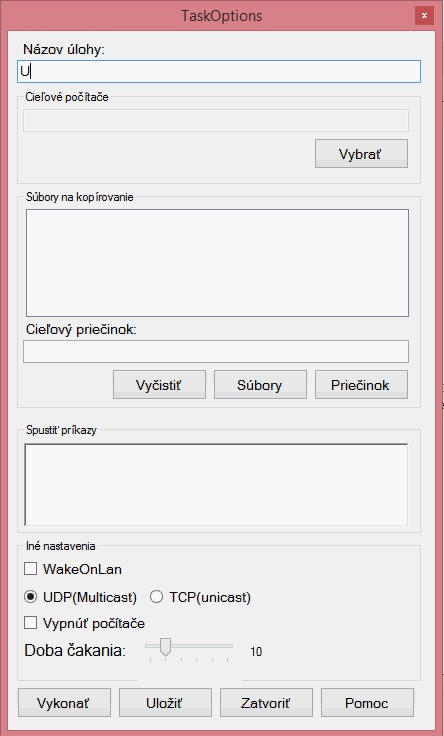 TaskOptions
x
Názov úlohy:
U
Cieľové počítače
Vybrať
Súbory na kopírovanie
Cieľový priečinok:
Vyčistiť Súbory Priečinok
Spustiť príkazy
Iné nastavenia
WakeOnLan
UDP(Multicast) TCP(unicast)
Vypnúť počítače
Doba čakania: 10
Vykonať Uložiť Zatvoriť Pomoc